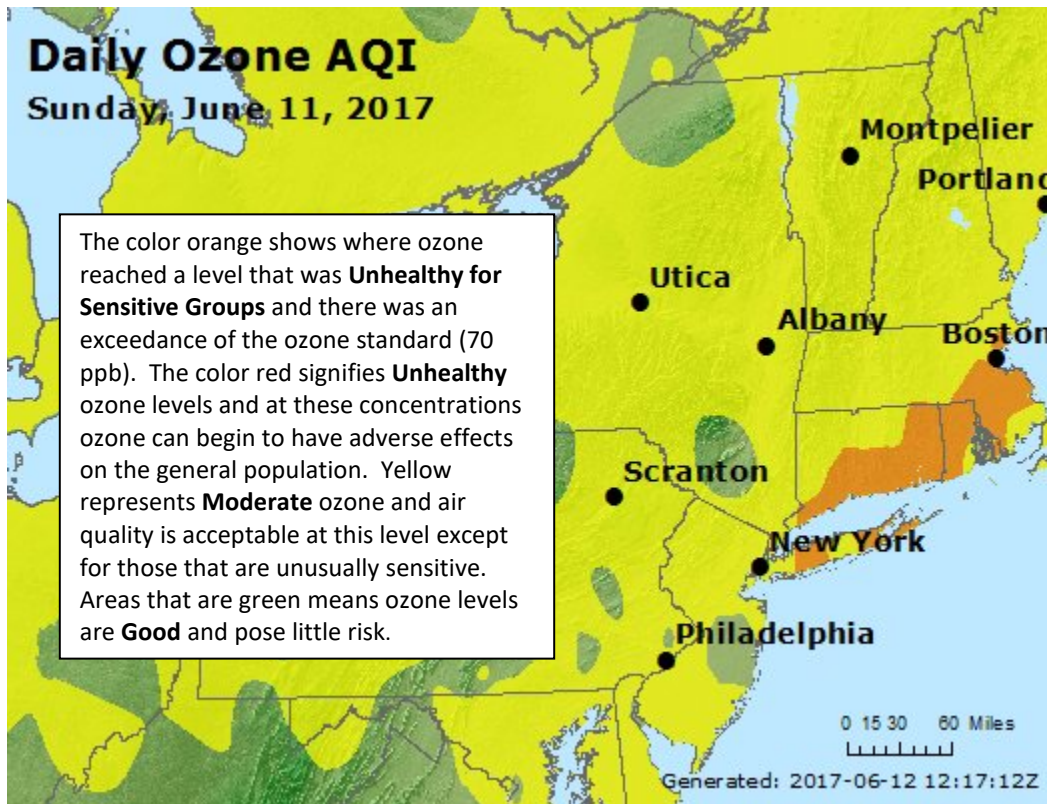 Daily Ozone AQI
Sunday, June 11, 2017
Montpelier
Portland
The color orange shows where ozone
reached a level that was Unhealthy for
Sensitive Groups and there was an
exceedance of the ozone standard (70
ppb). The color red signifies Unhealthy
ozone levels and at these concentrations
ozone can begin to have adverse effects
on the general population. Yellow
represents Moderate ozone and air
quality is acceptable at this level except
for those that are unusually sensitive.
Areas that are green means ozone levels
are Good and pose little risk.
Utica
Albany
Boston
Scranton
New York
Philadelphia
0 15 30 60 Miles
Generated: 2017-06-12 12:17:12Z